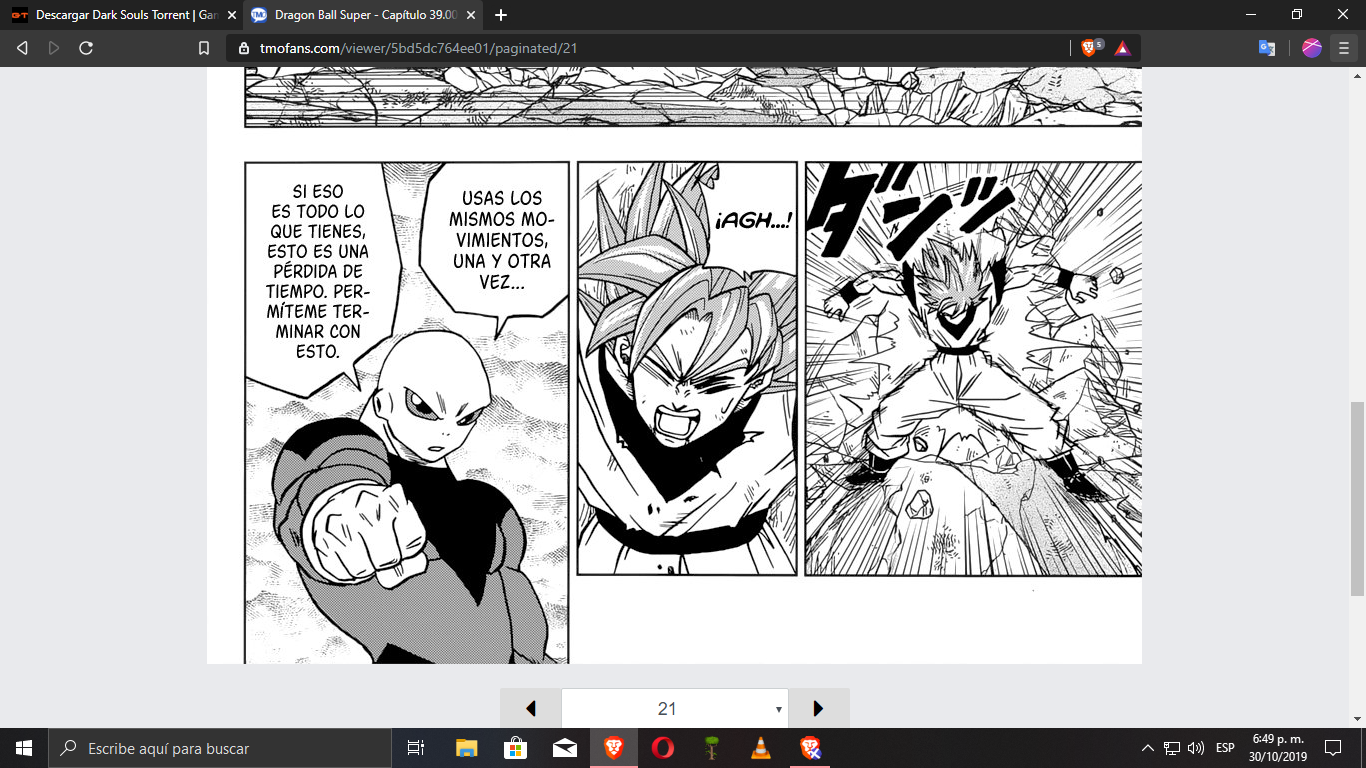 Descargar Dark Souls Torrent | Gam
Dragon Ball Super - Capítulo 39.00
tmofans.com/viewer/5bd5dc764ee01/paginated/21
5
ダンッ
¡AGH...!
USAS LOS
MISMOS MO-
VIMIENTOS,
UNA Y OTRA
VEZ...
SI ESO
ES TODO LO
QUE TIENES,
ESTO ES UNA
PÉRDIDA DE
TIEMPO. PER-
MÍTEME TER-
MINAR CON
ESTO.
21
Escribe aquí para buscar
ESP
6:49 p. m.
30/10/2019